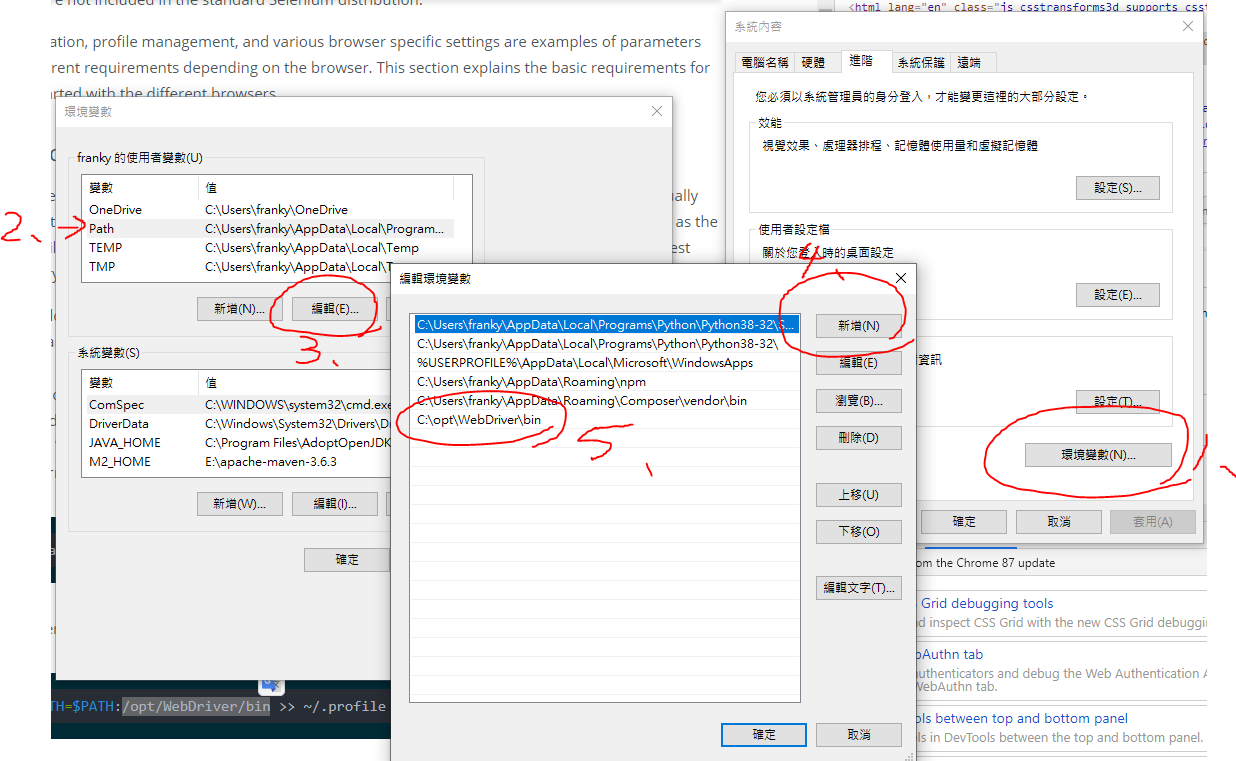 e not included in the standard Selenium distribution.
ation, profile management, and various browser specific settings are examples of parameters
rent requirements depending on the browser. This section explains the basic requirements for
arted with the different browsers.
ually
as the
est
<html lang="en" class="js csstransforms3d supports csst
系統內容
電腦名稱 硬體 進階 系統保護 遠端
您必須以系統管理員的身分登入，才能變更這裡的大部分設定。
效能
視覺效果、處理器排程、記憶體使用量和虛擬記憶體
設定(S)...
使用者設定檔
關於您登入時的桌面設定
設定(E)...
資訊
設定(T)...
環境變數(N)...
1、
確定 取消 套用(A)
環境變數
franky 的使用者變數(U)
變數 值
OneDrive C:\Users\franky\OneDrive
2、
Path C:\Users\franky\AppData\Local\Program...
TEMP C:\Users\franky\AppData\Local\Temp
TMP C:\Users\franky\AppData\Local\T
新增(N)... 編輯(E)...
3、
系統變數(S)
變數 值
ComSpec C:\WINDOWS\system32\cmd.exe
DriverData C:\Windows\System32\Drivers\D
JAVA_HOME C:\Program Files\AdoptOpenJDK
M2_HOME E:\apache-maven-3.6.3
新增(W)... 編輯(I)...
確定
編輯環境變數
4、
C:\Users\franky\AppData\Local\Programs\Python\Python38-32\S...
C:\Users\franky\AppData\Local\Programs\Python\Python38-32\
%USERPROFILE%\AppData\Local\Microsoft\WindowsApps
C:\Users\franky\AppData\Roaming\npm
C:\Users\franky\AppData\Roaming\Composer\vendor\bin
C:\opt\WebDriver\bin
5、
新增(N)
編輯(E)
瀏覽(B)...
刪除(D)
上移(U)
下移(O)
編輯文字(T)...
確定 取消
TH=$PATH:/opt/WebDriver/bin >> ~/.profile
om the Chrome 87 update
Grid debugging tools
nd inspect CSS Grid with the new CSS Grid debuggi
bAuthn tab
uthenticators and debug the Web Authentication A
WebAuthn tab.
ols between top and bottom panel
ls in DevTools between the top and bottom panel.